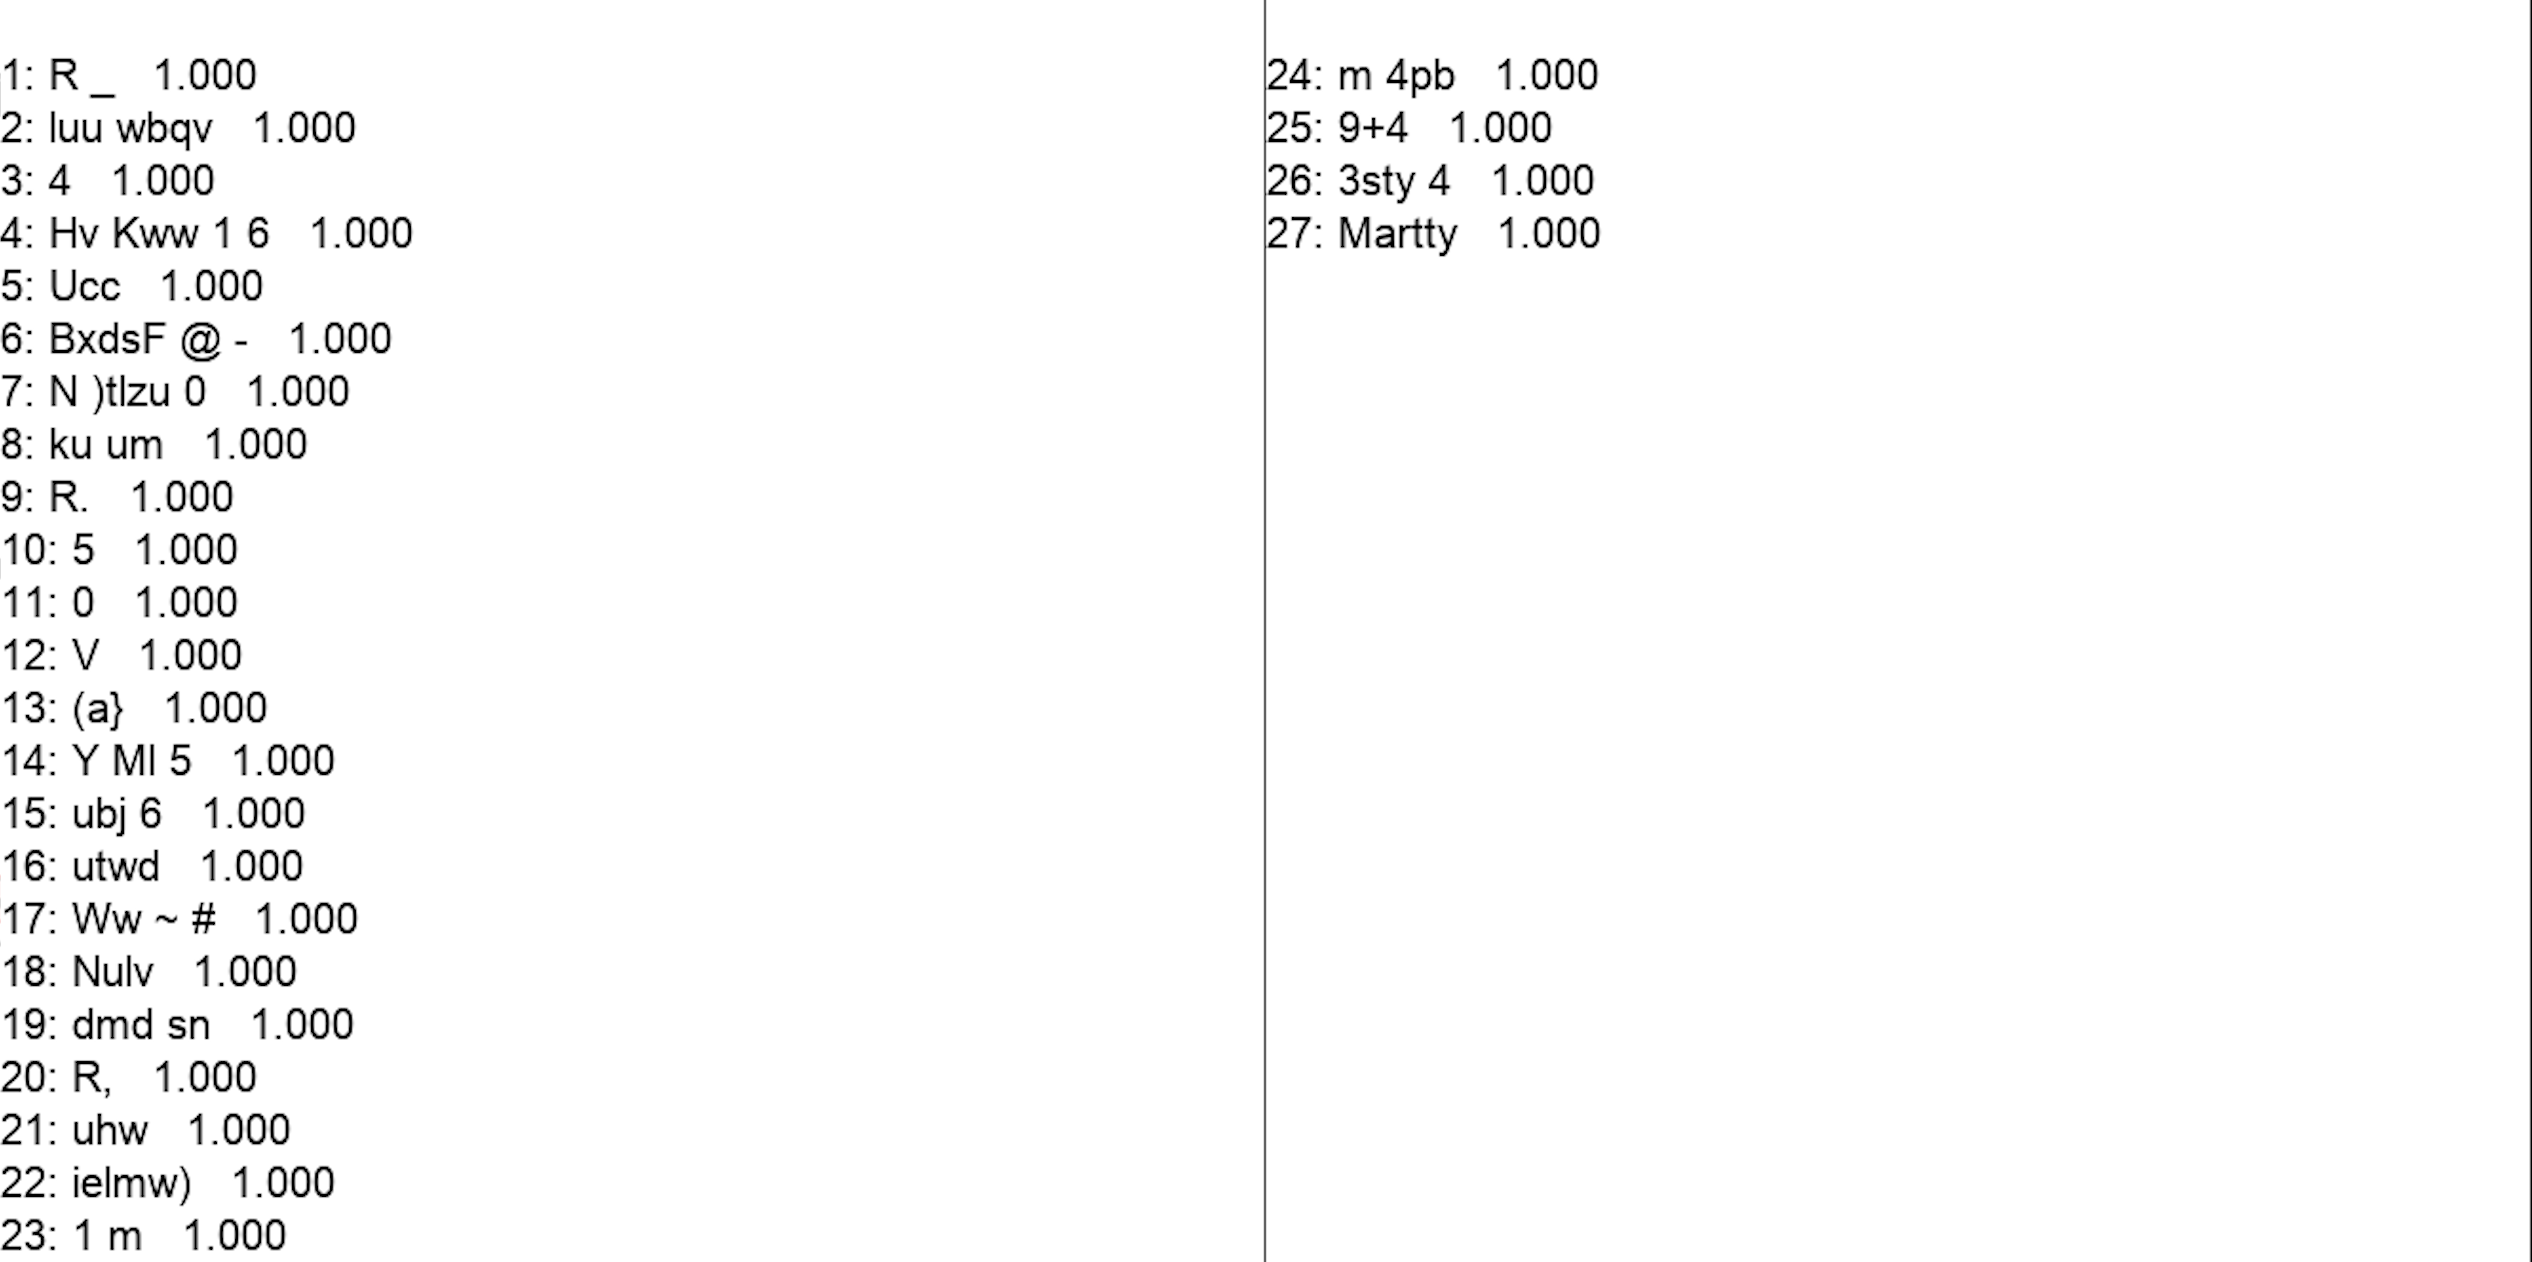 1: R _ 1.000
2: luu wbqv 1.000
3: 4 1.000
4: Hv Kww 1 6 1.000
5: Ucc 1.000
6: BxdsF @ - 1.000
7: N )tlzu 0 1.000
8: ku um 1.000
9: R. 1.000
10: 5 1.000
11: 0 1.000
12: V 1.000
13: (a} 1.000
14: Y Ml 5 1.000
15: ubj 6 1.000
16: utwd 1.000
17: Ww ~ # 1.000
18: Nulv 1.000
19: dmd sn 1.000
20: R, 1.000
21: uhw 1.000
22: ielmw) 1.000
23: 1 m 1.000
24: m 4pb 1.000
25: 9+4 1.000
26: 3sty 4 1.000
27: Martty 1.000